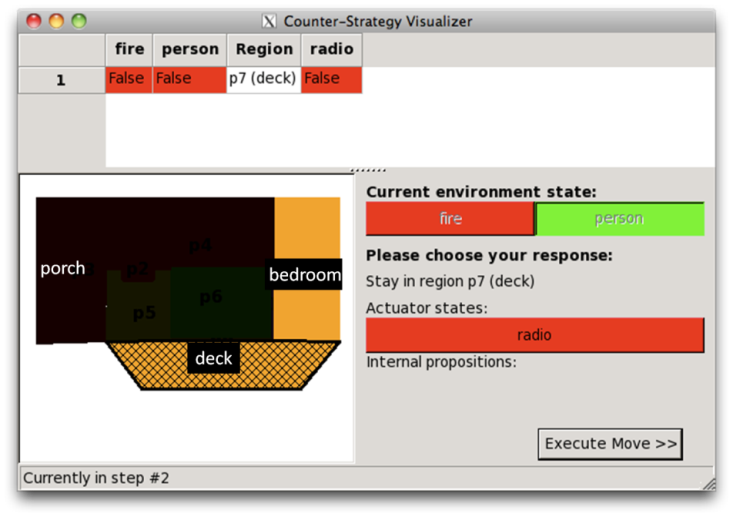 Counter-Strategy Visualizer
fire person Region radio
1 False False p7 (deck) False
Current environment state:
fire person
Please choose your response:
Stay in region p7 (deck)
Actuator states:
radio
Internal propositions:
Execute Move >>
p4
porch p2 bedroom
p6
p5
deck
Currently in step #2